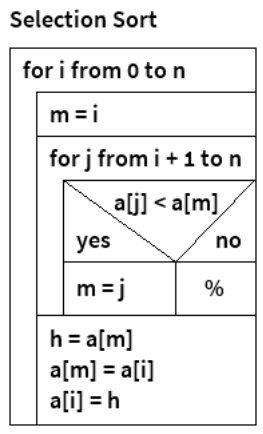 Selection Sort
for i from 0 to n
m = i
for j from i + 1 to n
a[j] < a[m]
yes no
m = j %
h = a[m]
a[m] = a[i]
a[i] = h